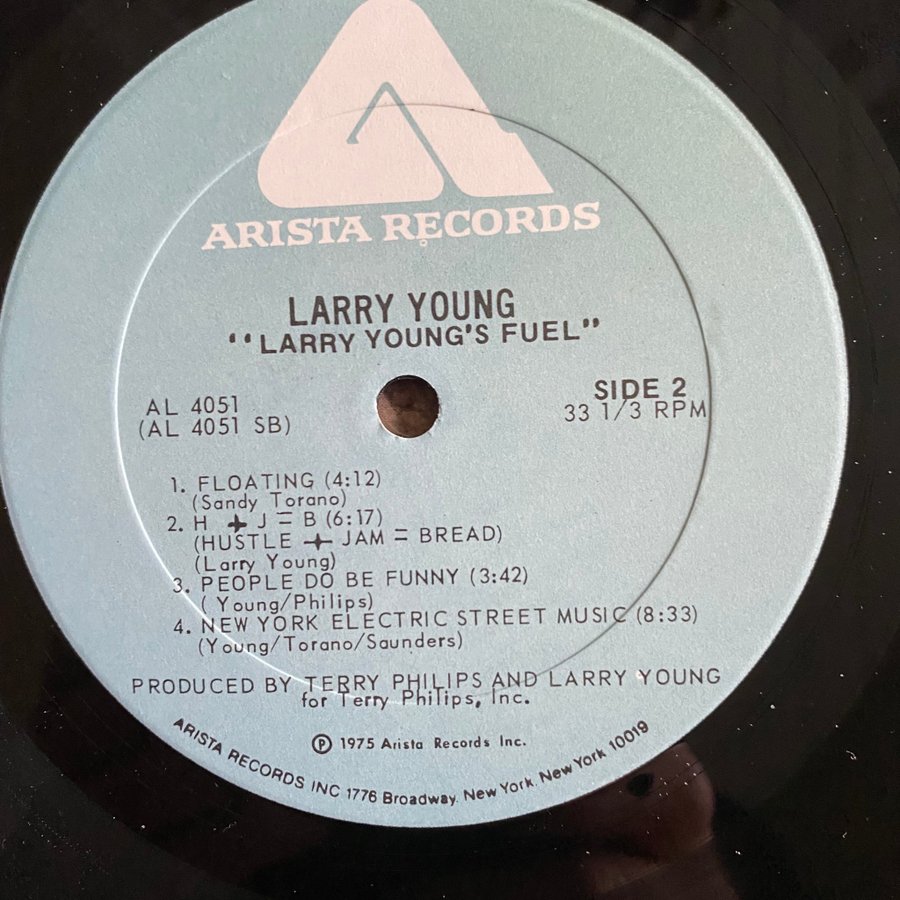 ARISTA RECORDS
LARRY YOUNG
"LARRY YOUNG'S FUEL"
AL 4051
(AL 4051 SB)
SIDE 2
33 1/3 RPM
1. FLOATING (4:12)
(Sandy Torano)
2. H + J = B (6:17)
(HUSTLE + JAM = BREAD)
(Larry Young)
3. PEOPLE DO BE FUNNY (3:42)
( Young/Philips)
4. NEW YORK ELECTRIC STREET MUSIC (8:33)
(Young/Torano/Saunders)
PRODUCED BY TERRY PHILIPS AND LARRY YOUNG
for Terry Philips, Inc.
℗ 1975 Arista Records Inc.
ARISTA RECORDS INC 1776 Broadway. New York. New York 10019